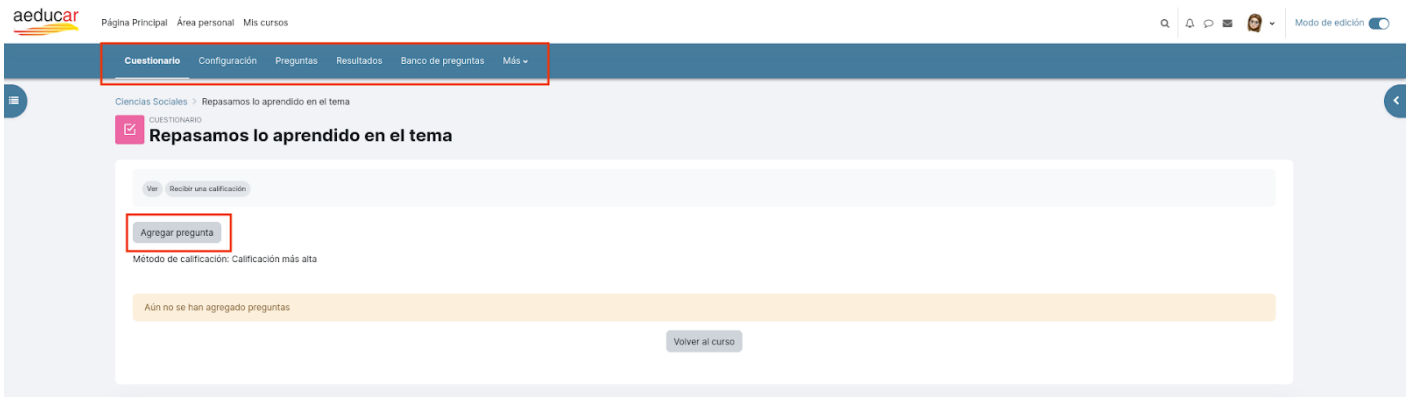 aeducar
Página Principal Área personal Mis cursos
Modo de edición
Cuestionario Configuración Preguntas Resultados Banco de preguntas Más
Ciencias Sociales > Repasamos lo aprendido en el tema
CUESTIONARIO
Repasamos lo aprendido en el tema
Ver Recibir una calificación
Agregar pregunta
Método de calificación: Calificación más alta
Aún no se han agregado preguntas
Volver al curso